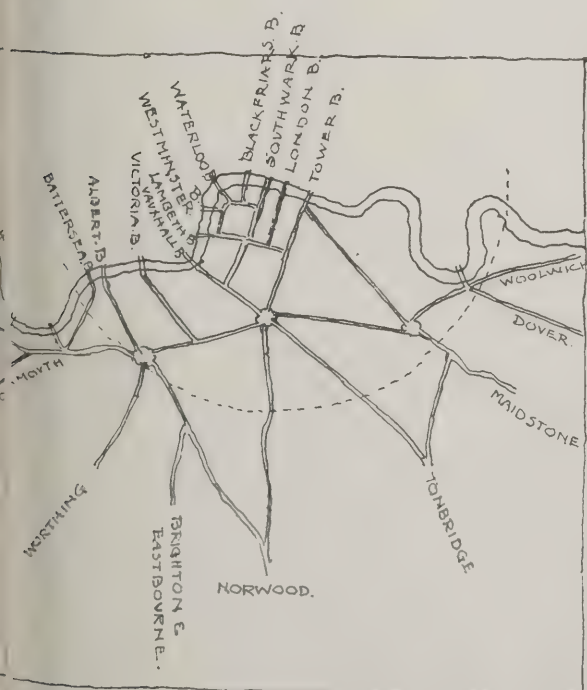 BATTERSEA B.
ALBERT. B
VICTORIA. B.
VAUXHALL B
LAMBETH B
WESTMINSTER. B.
WATERLOO B
BLACKFRIARS. B.
SOUTHWARK. B
LONDON B.
TOWER B.
WOOLWICH
DOVER.
MAIDSTONE
MOUTH
WORTHING
BRIGHTON &
EASTBOURNE.
NORWOOD.
TONBRIDGE